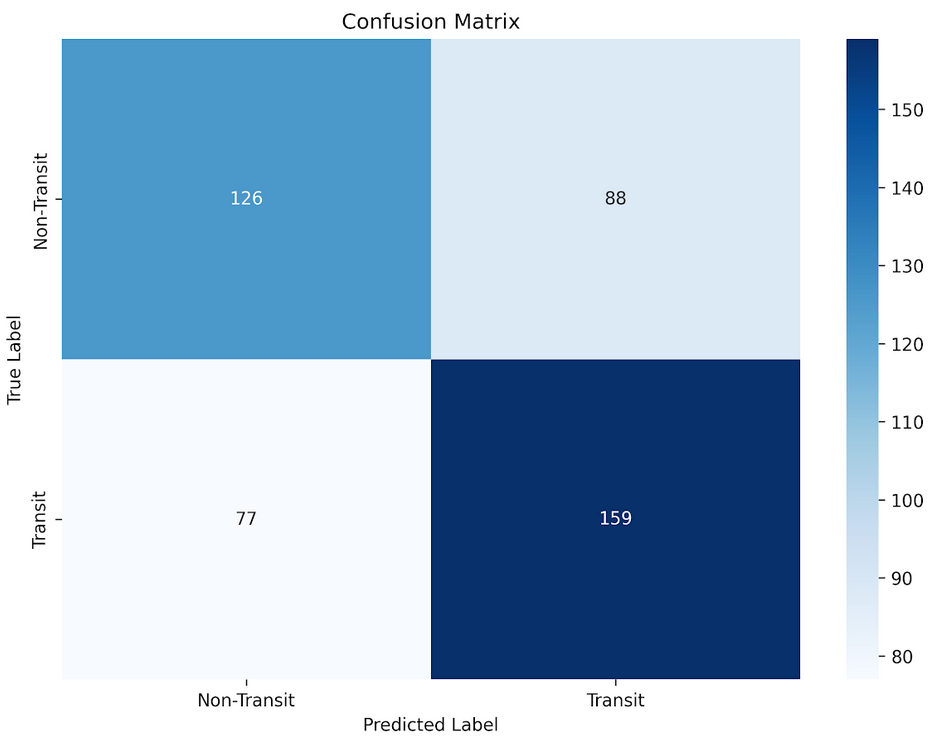 Confusion Matrix
True Label
Non-Transit
Transit
126
88
77
159
Non-Transit
Transit
Predicted Label
150
140
130
120
110
100
90
80